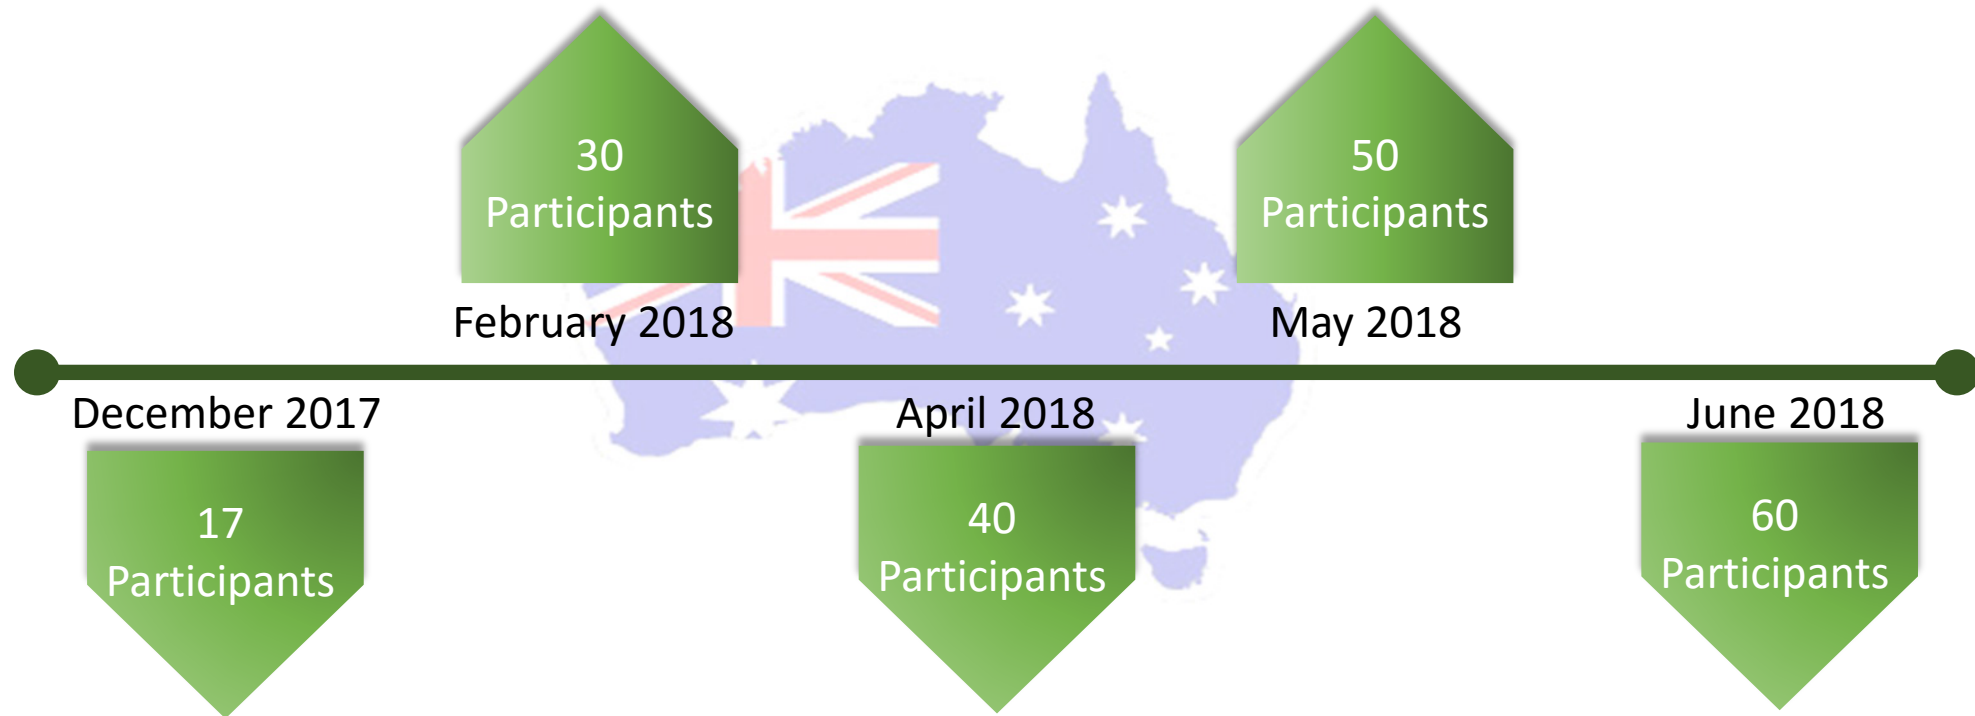 30
Participants
50
Participants
February 2018
May 2018
December 2017
April 2018
June 2018
17
Participants
40
Participants
60
Participants